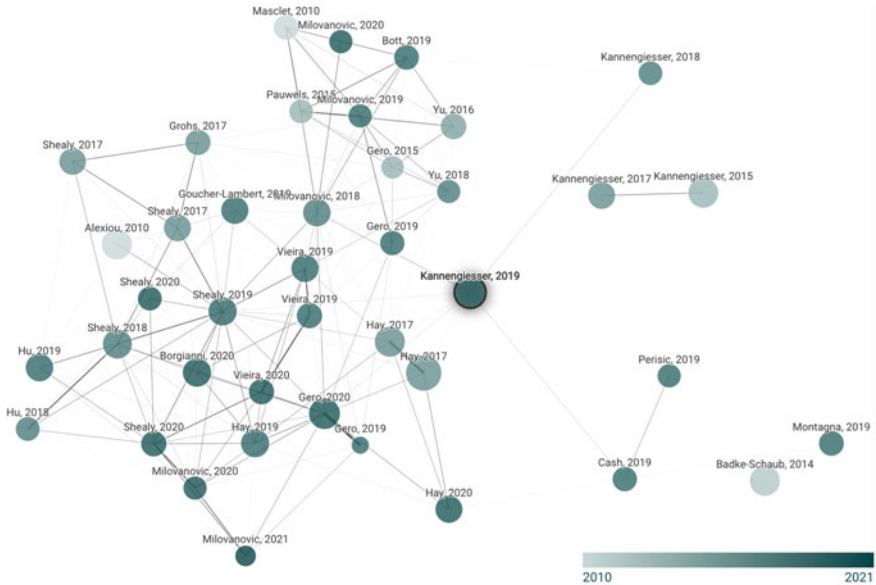 Masclet, 2010
Milovanovic, 2020
Bott, 2019
Kannengiesser, 2018
Pauwels, 2015
Milovanovic, 2019
Yu, 2016
Grohs, 2017
Shealy, 2017
Gero, 2015
Yu, 2018
Kannengiesser, 2017
Kannengiesser, 2015
Goucher-Lambert, 2019
Milovanovic, 2018
Shealy, 2017
Alexiou, 2010
Gero, 2019
Vieira, 2019
Kannengiesser, 2019
Shealy, 2020
Shealy, 2019
Vieira, 2019
Shealy, 2018
Hay, 2017
Hu, 2019
Borgianni, 2020
Hay, 2017
Perisic, 2019
Vieira, 2020
Gero, 2020
Hu, 2018
Shealy, 2020
Hay, 2019
Gero, 2019
Montagna, 2019
Cash, 2019
Badke-Schaub, 2014
Milovanovic, 2020
Hay, 2020
Milovanovic, 2021
2010
2021